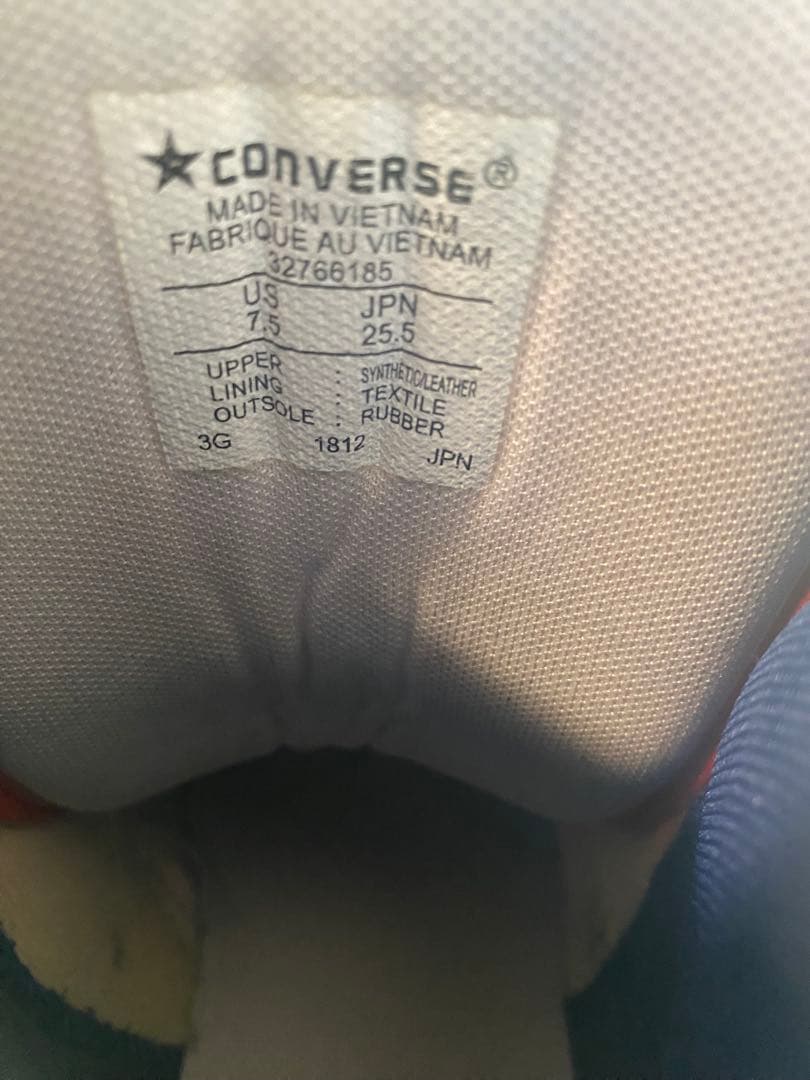 ★CONVERSE®
MADE IN VIETNAM
FABRIQUE AU VIETNAM
32766185
US JPN
7.5 25.5
UPPER : SYNTHETIC/LEATHER
LINING : TEXTILE
OUTSOLE : RUBBER
3G 1812 JPN